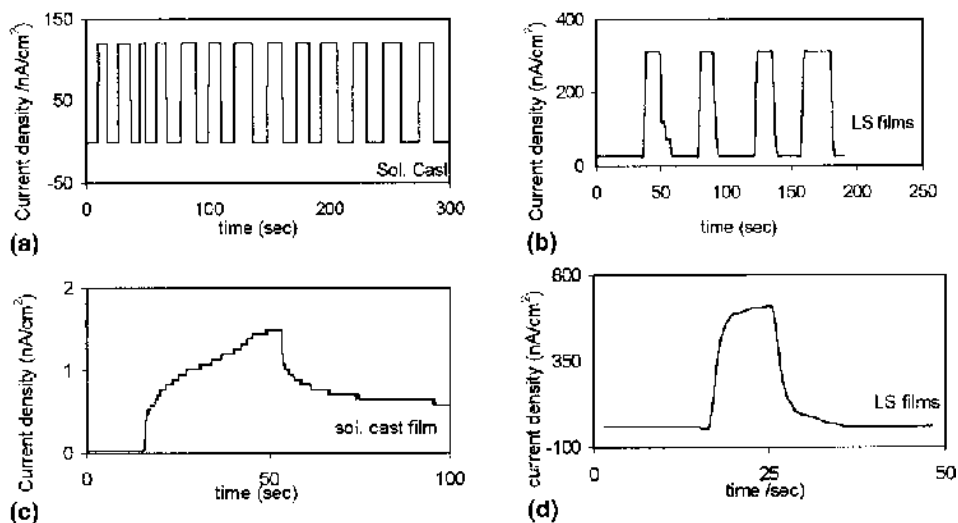 Current density /nA/cm²)
150
50
-50
0
100
200
300
Sol. Cast
time (sec)
(a)
Current density (nA/cm²)
400
200
0
0
50
100
150
200
250
LS films
time (sec)
(b)
Current density (nA/cm²)
2
1
0
0
50
100
soi. cast film
time (sec)
(c)
current density (nA/cm²)
600
350
-100
0
25
50
LS films
time /sec)
(d)